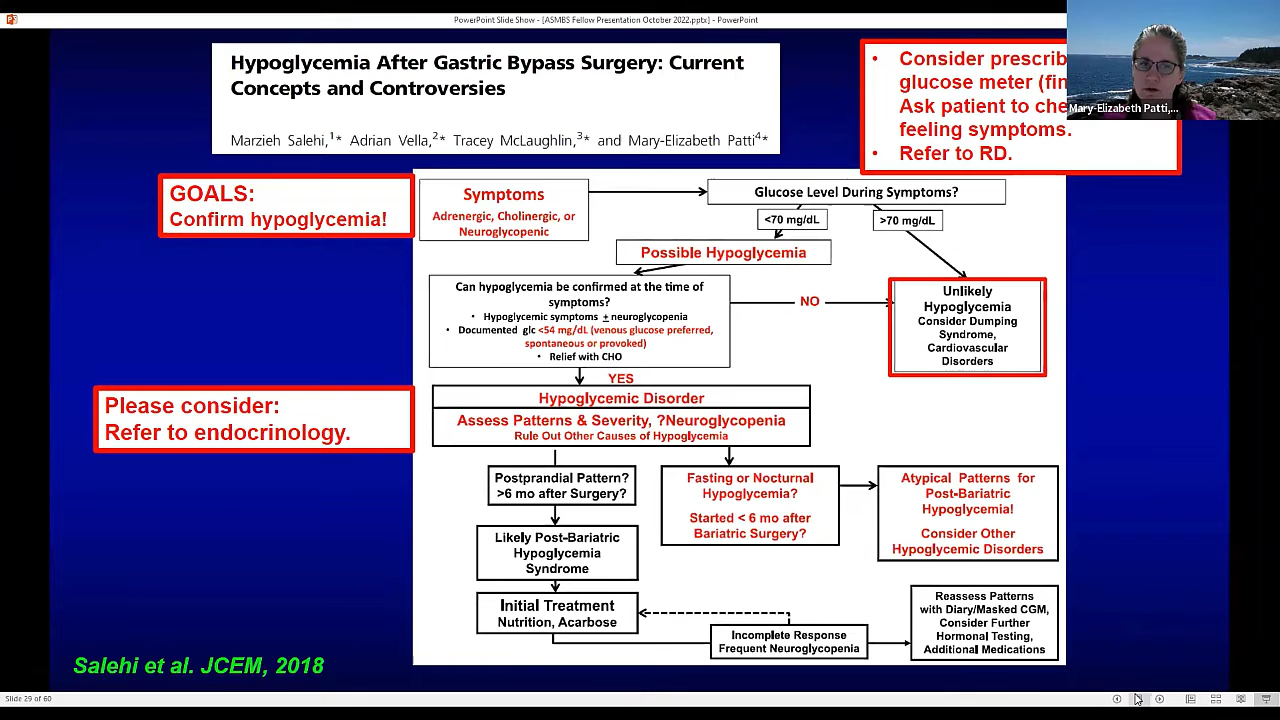 PowerPoint Slide Show - [ASMBS Fellow Presentation October 2022.pptx] - PowerPoint
Hypoglycemia After Gastric Bypass Surgery: Current
Concepts and Controversies
Marzieh Salehi,1* Adrian Vella,2* Tracey McLaughlin,3* and Mary-Elizabeth Patti4*
• Consider prescrib
glucose meter (fin
Ask patient to che
feeling symptoms.
• Refer to RD.
Mary-Elizabeth Patti,...
GOALS:
Confirm hypoglycemia!
Symptoms
Adrenergic, Cholinergic, or
Neuroglycopenic
Glucose Level During Symptoms?
<70 mg/dL
>70 mg/dL
Possible Hypoglycemia
Can hypoglycemia be confirmed at the time of
symptoms?
• Hypoglycemic symptoms ± neuroglycopenia
• Documented glc <54 mg/dL (venous glucose preferred,
spontaneous or provoked)
• Relief with CHO
NO
Unlikely
Hypoglycemia
Consider Dumping
Syndrome,
Cardiovascular
Disorders
YES
Please consider:
Refer to endocrinology.
Hypoglycemic Disorder
Assess Patterns & Severity, ?Neuroglycopenia
Rule Out Other Causes of Hypoglycemia
Postprandial Pattern?
>6 mo after Surgery?
Fasting or Nocturnal
Hypoglycemia?
Started < 6 mo after
Bariatric Surgery?
Atypical Patterns for
Post-Bariatric
Hypoglycemia!
Consider Other
Hypoglycemic Disorders
Likely Post-Bariatric
Hypoglycemia
Syndrome
Initial Treatment
Nutrition, Acarbose
Incomplete Response
Frequent Neuroglycopenia
Reassess Patterns
with Diary/Masked CGM,
Consider Further
Hormonal Testing,
Additional Medications
Salehi et al. JCEM, 2018
Slide 29 of 60